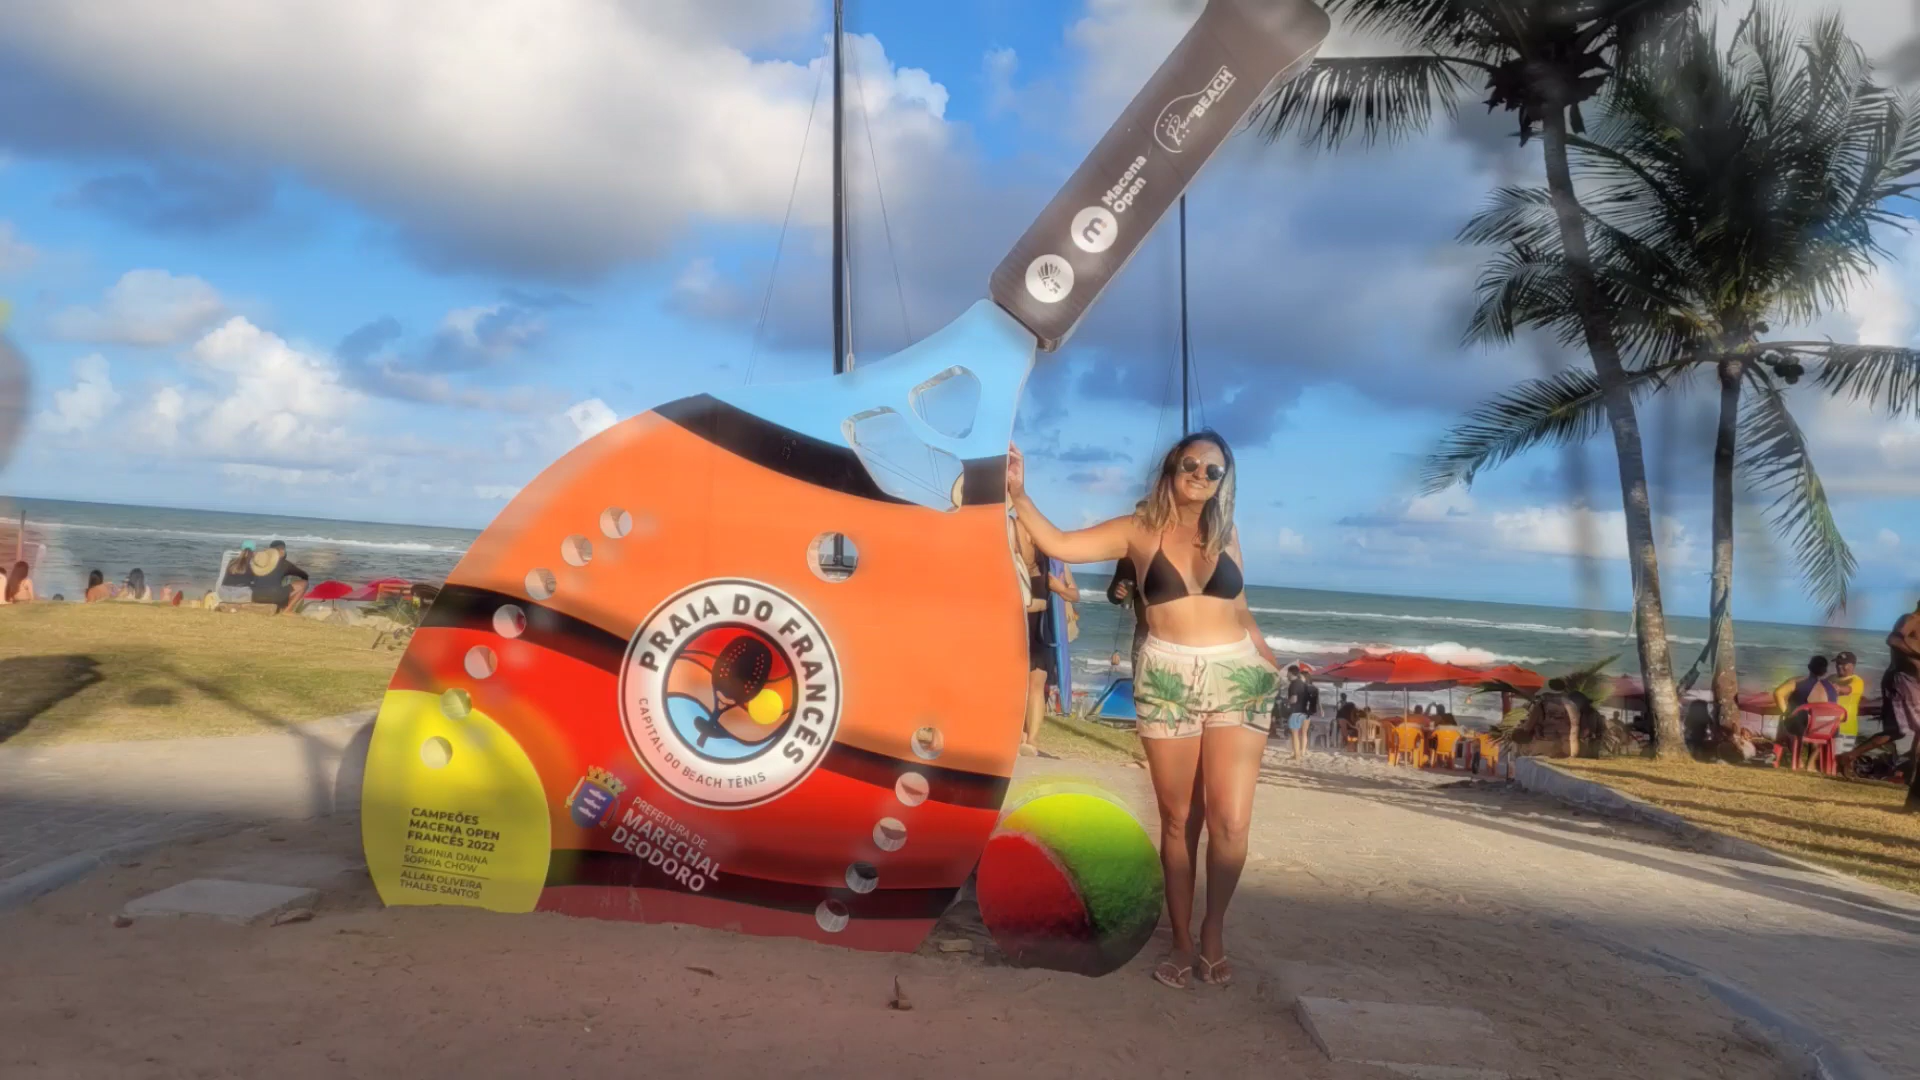 Pure
BEACH
Macena
Open
m
PRAIA DO FRANCÊS
CAPITAL DO BEACH TÊNIS
PREFEITURA DE
MARECHAL
DEODORO
CAMPEÕES
MACENA OPEN
FRANCÊS 2022
FLAMINIA DAINA
SOPHIA CHOW
ALLAN OLIVEIRA
THALES SANTOS